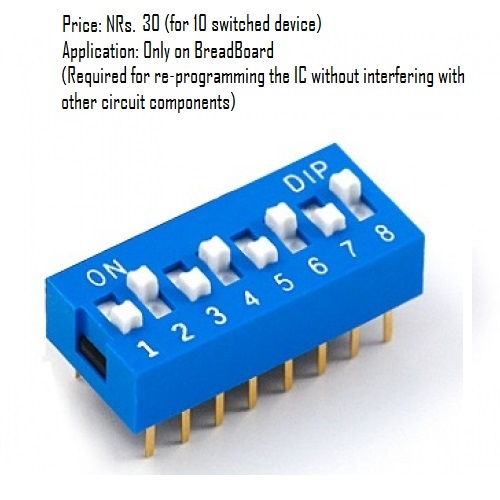 Price: NRs. 30 (for 10 switched device)
Application: Only on BreadBoard
(Required for re-programming the IC without interfering with
other circuit components)
DIP
ON
1 2 3 4 5 6 7 8